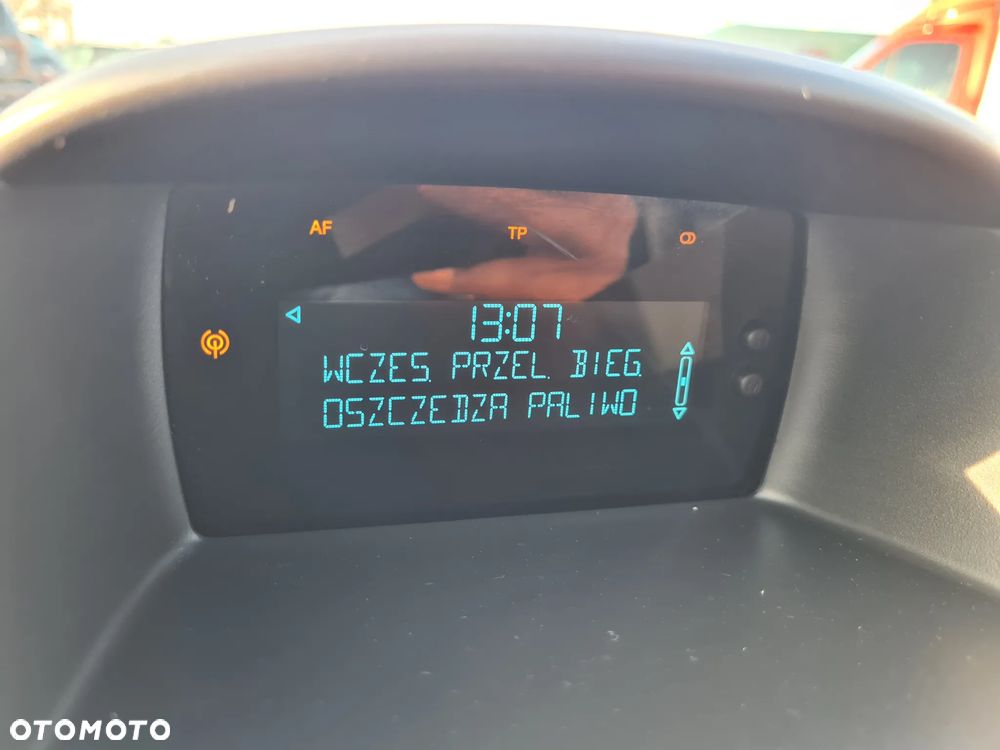 AF TP
13:07
WCZES. PRZEL. BIEG.
OSZCZEDZA PALIWO
OTOMOTO